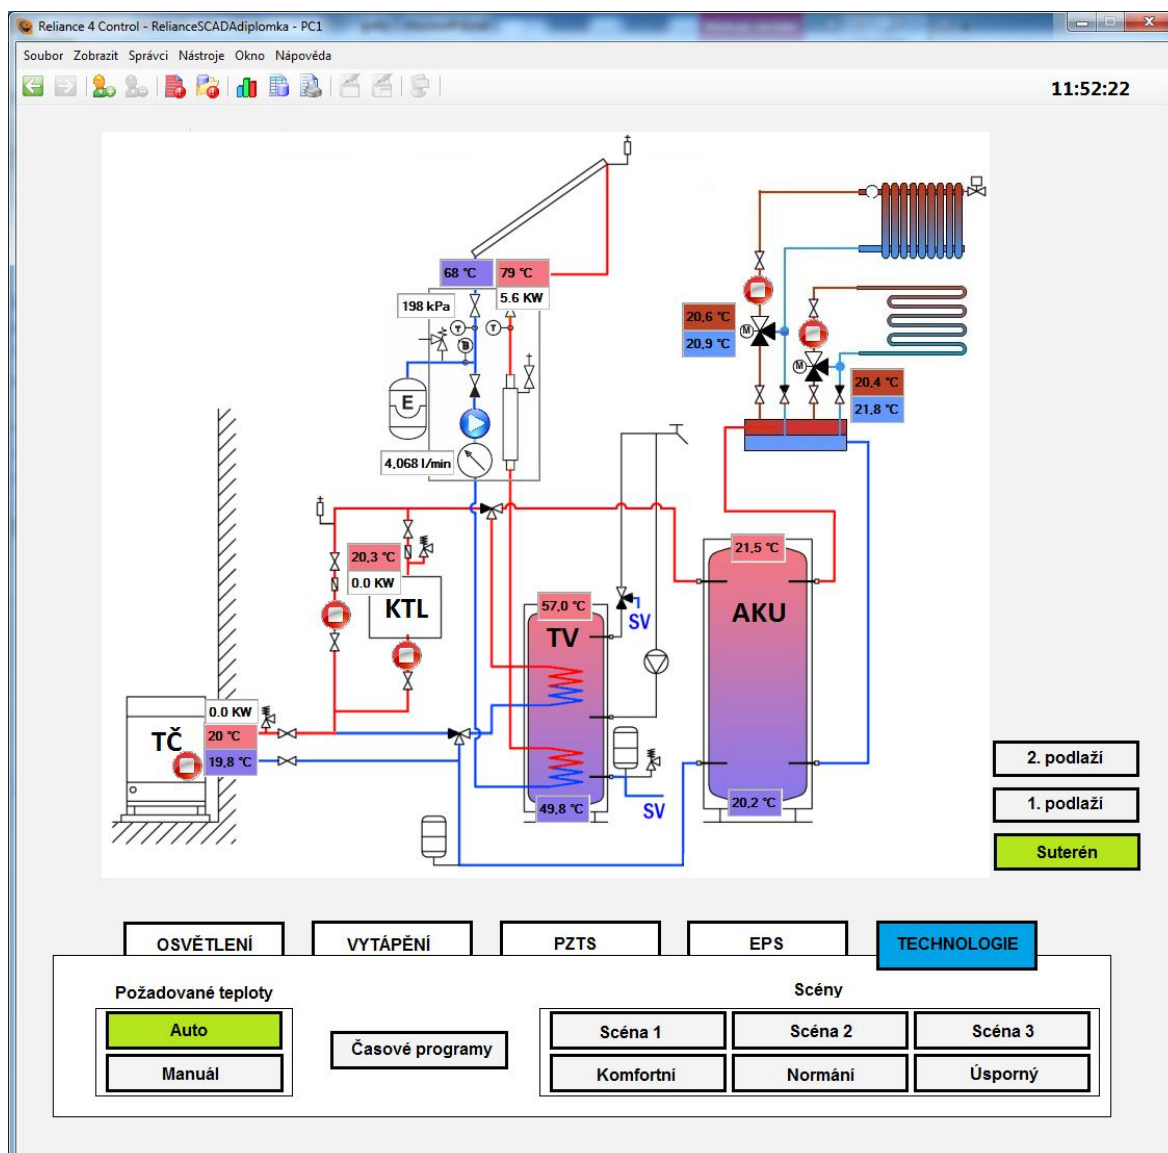 Reliance 4 Control - RelianceSCADAdiplomka - PC1
Soubor Zobrazit Správci Nástroje Okno Nápověda
11:52:22
68 °C 79 °C
198 kPa 5.6 KW
T T
20,6 °C
M
20,9 °C
M
20,4 °C
21,8 °C
E
4,068 l/min
20,3 °C
0.0 KW
KTL
21,5 °C
57,0 °C
TV
SV
AKU
0.0 KW
TČ
20 °C
19,8 °C
49,8 °C
SV
20,2 °C
2. podlaží
1. podlaží
Suterén
OSVĚTLENÍ VYTÁPĚNÍ PZTS EPS TECHNOLOGIE
Požadované teploty
Scény
Auto
Manuál
Časové programy
Scéna 1 Scéna 2 Scéna 3
Komfortní Normání Úsporný